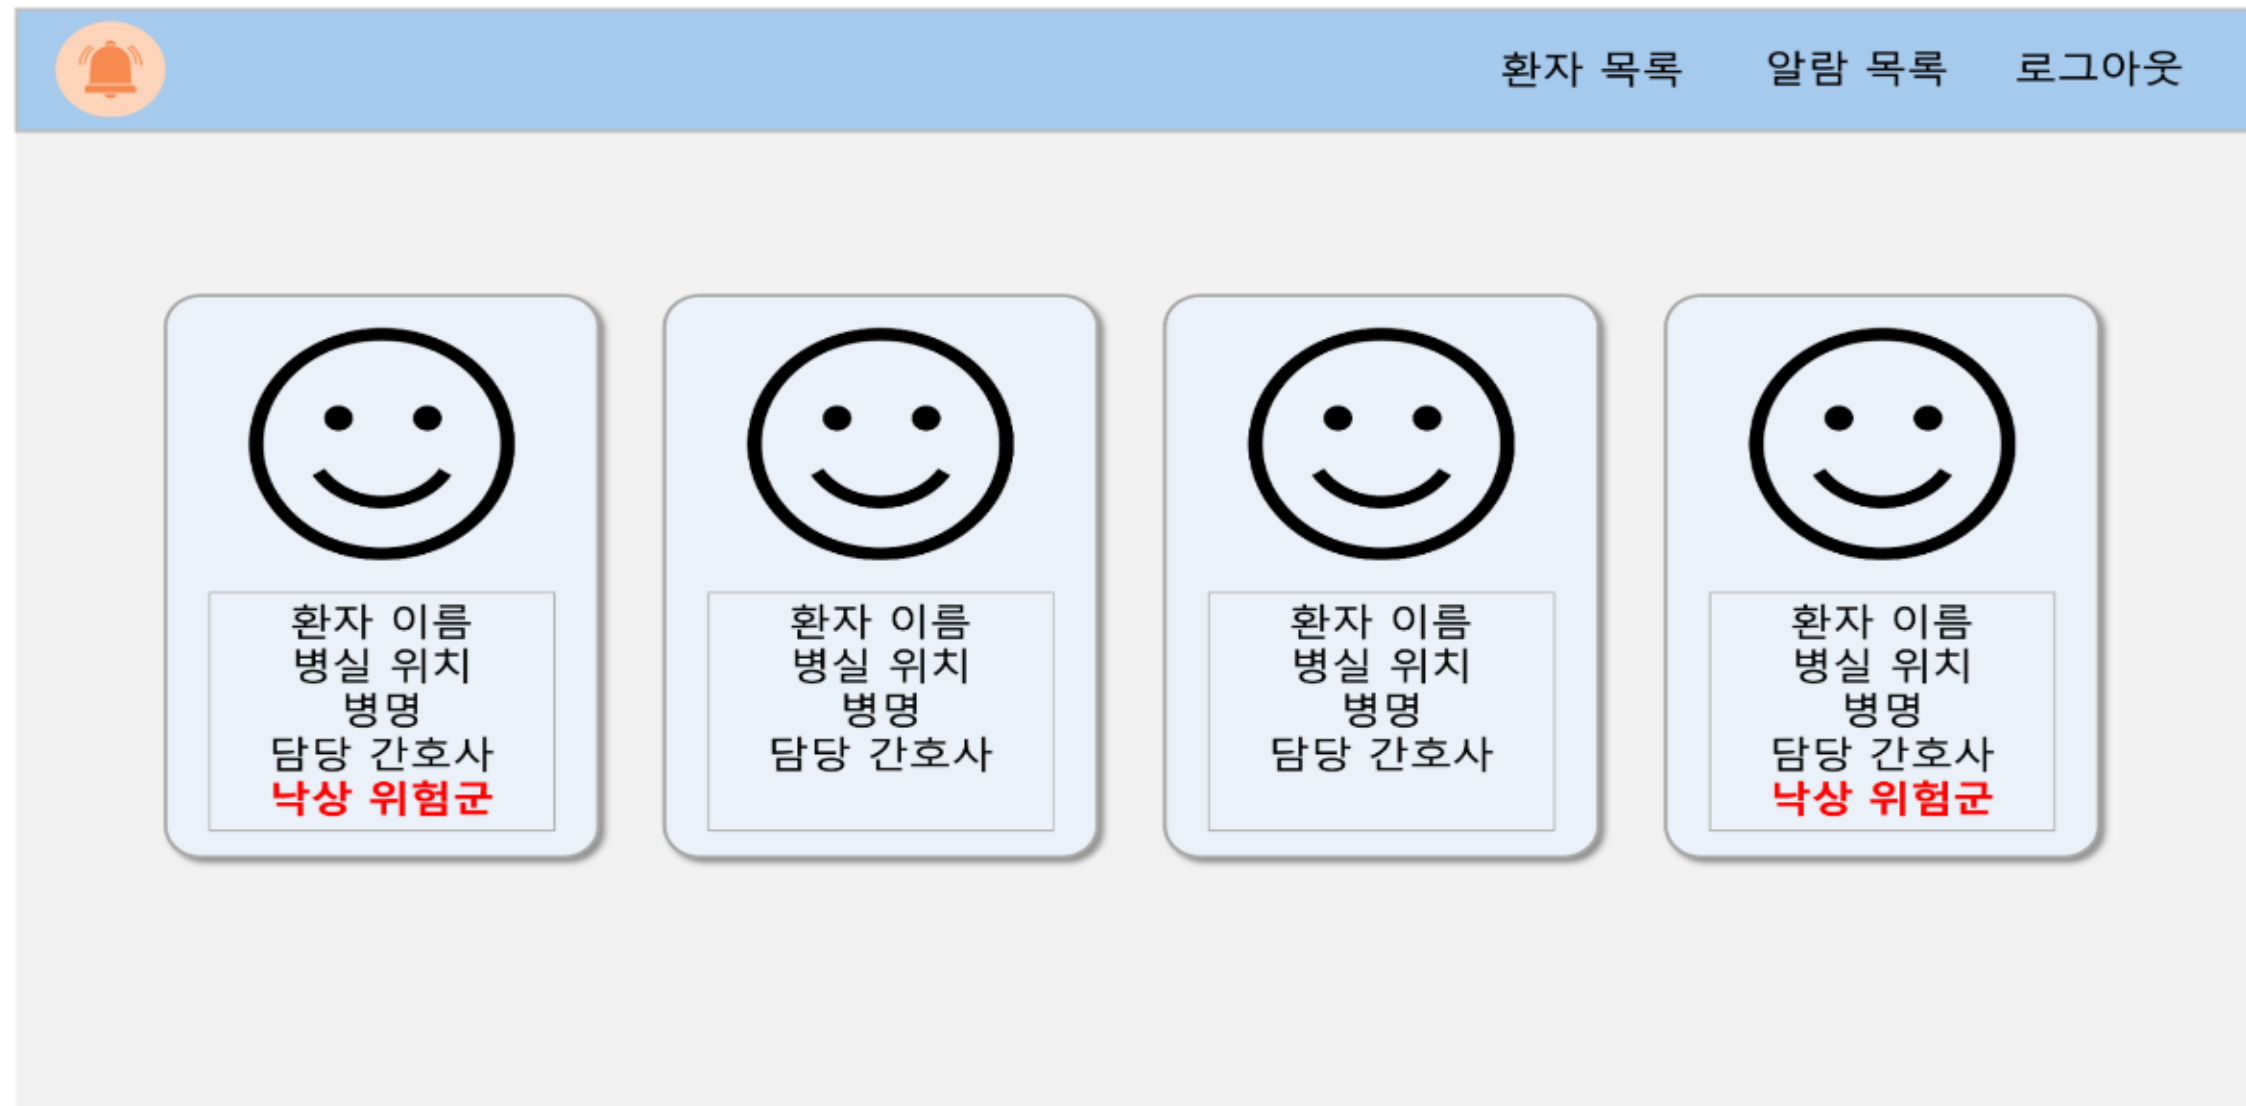 환자 목록 알람 목록 로그아웃
환자 이름
병실 위치
병명
담당 간호사
낙상 위험군
환자 이름
병실 위치
병명
담당 간호사
환자 이름
병실 위치
병명
담당 간호사
환자 이름
병실 위치
병명
담당 간호사
낙상 위험군